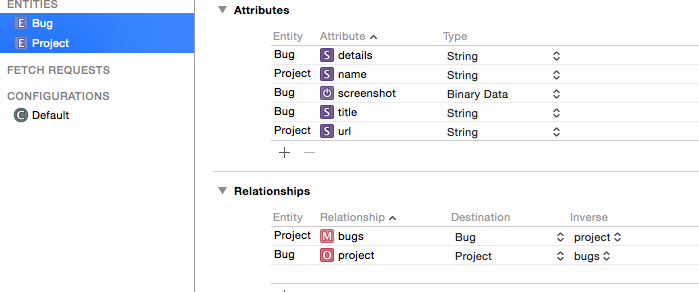 ENTITIES
E Bug
E Project
FETCH REQUESTS
CONFIGURATIONS
C Default
Attributes
Entity Attribute Type
Bug S details String
Project S name String
Bug screenshot Binary Data
Bug S title String
Project S url String
+ −
Relationships
Entity Relationship Destination Inverse
Project M bugs Bug project
Bug O project Project bugs